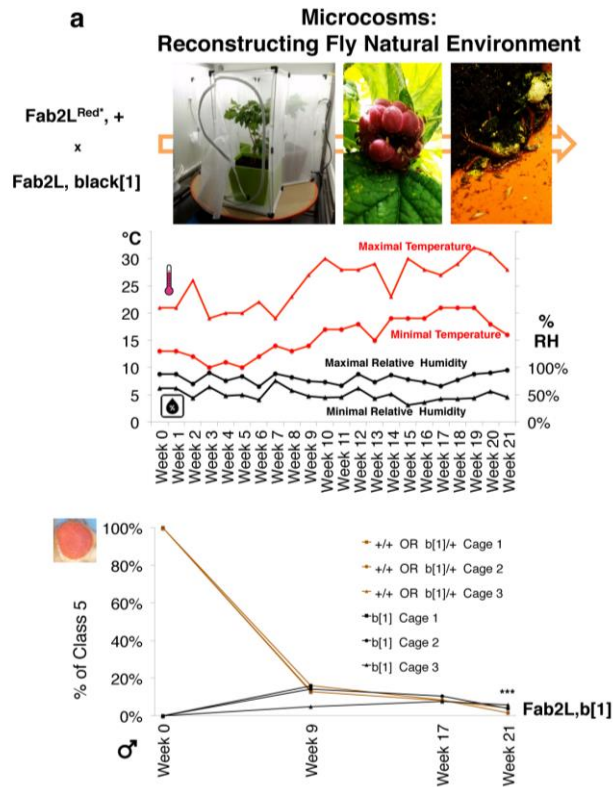 a
Microcosms:
Reconstructing Fly Natural Environment
Fab2L^Red*, +
x
Fab2L, black[1]
°C
30
25
20
15
10
5
0
Maximal Temperature
Minimal Temperature
%
RH
Maximal Relative Humidity
100%
50%
0%
Minimal Relative Humidity
Week 0
Week 1
Week 2
Week 3
Week 4
Week 5
Week 6
Week 7
Week 8
Week 9
Week 10
Week 11
Week 12
Week 13
Week 14
Week 15
Week 16
Week 17
Week 18
Week 19
Week 20
Week 21
% of Class 5
100%
80%
60%
40%
20%
0%
+/+ OR b[1]/+ Cage 1
+/+ OR b[1]/+ Cage 2
+/+ OR b[1]/+ Cage 3
b[1] Cage 1
b[1] Cage 2
b[1] Cage 3
***
Fab2L,b[1]
♂
Week 0
Week 9
Week 17
Week 21